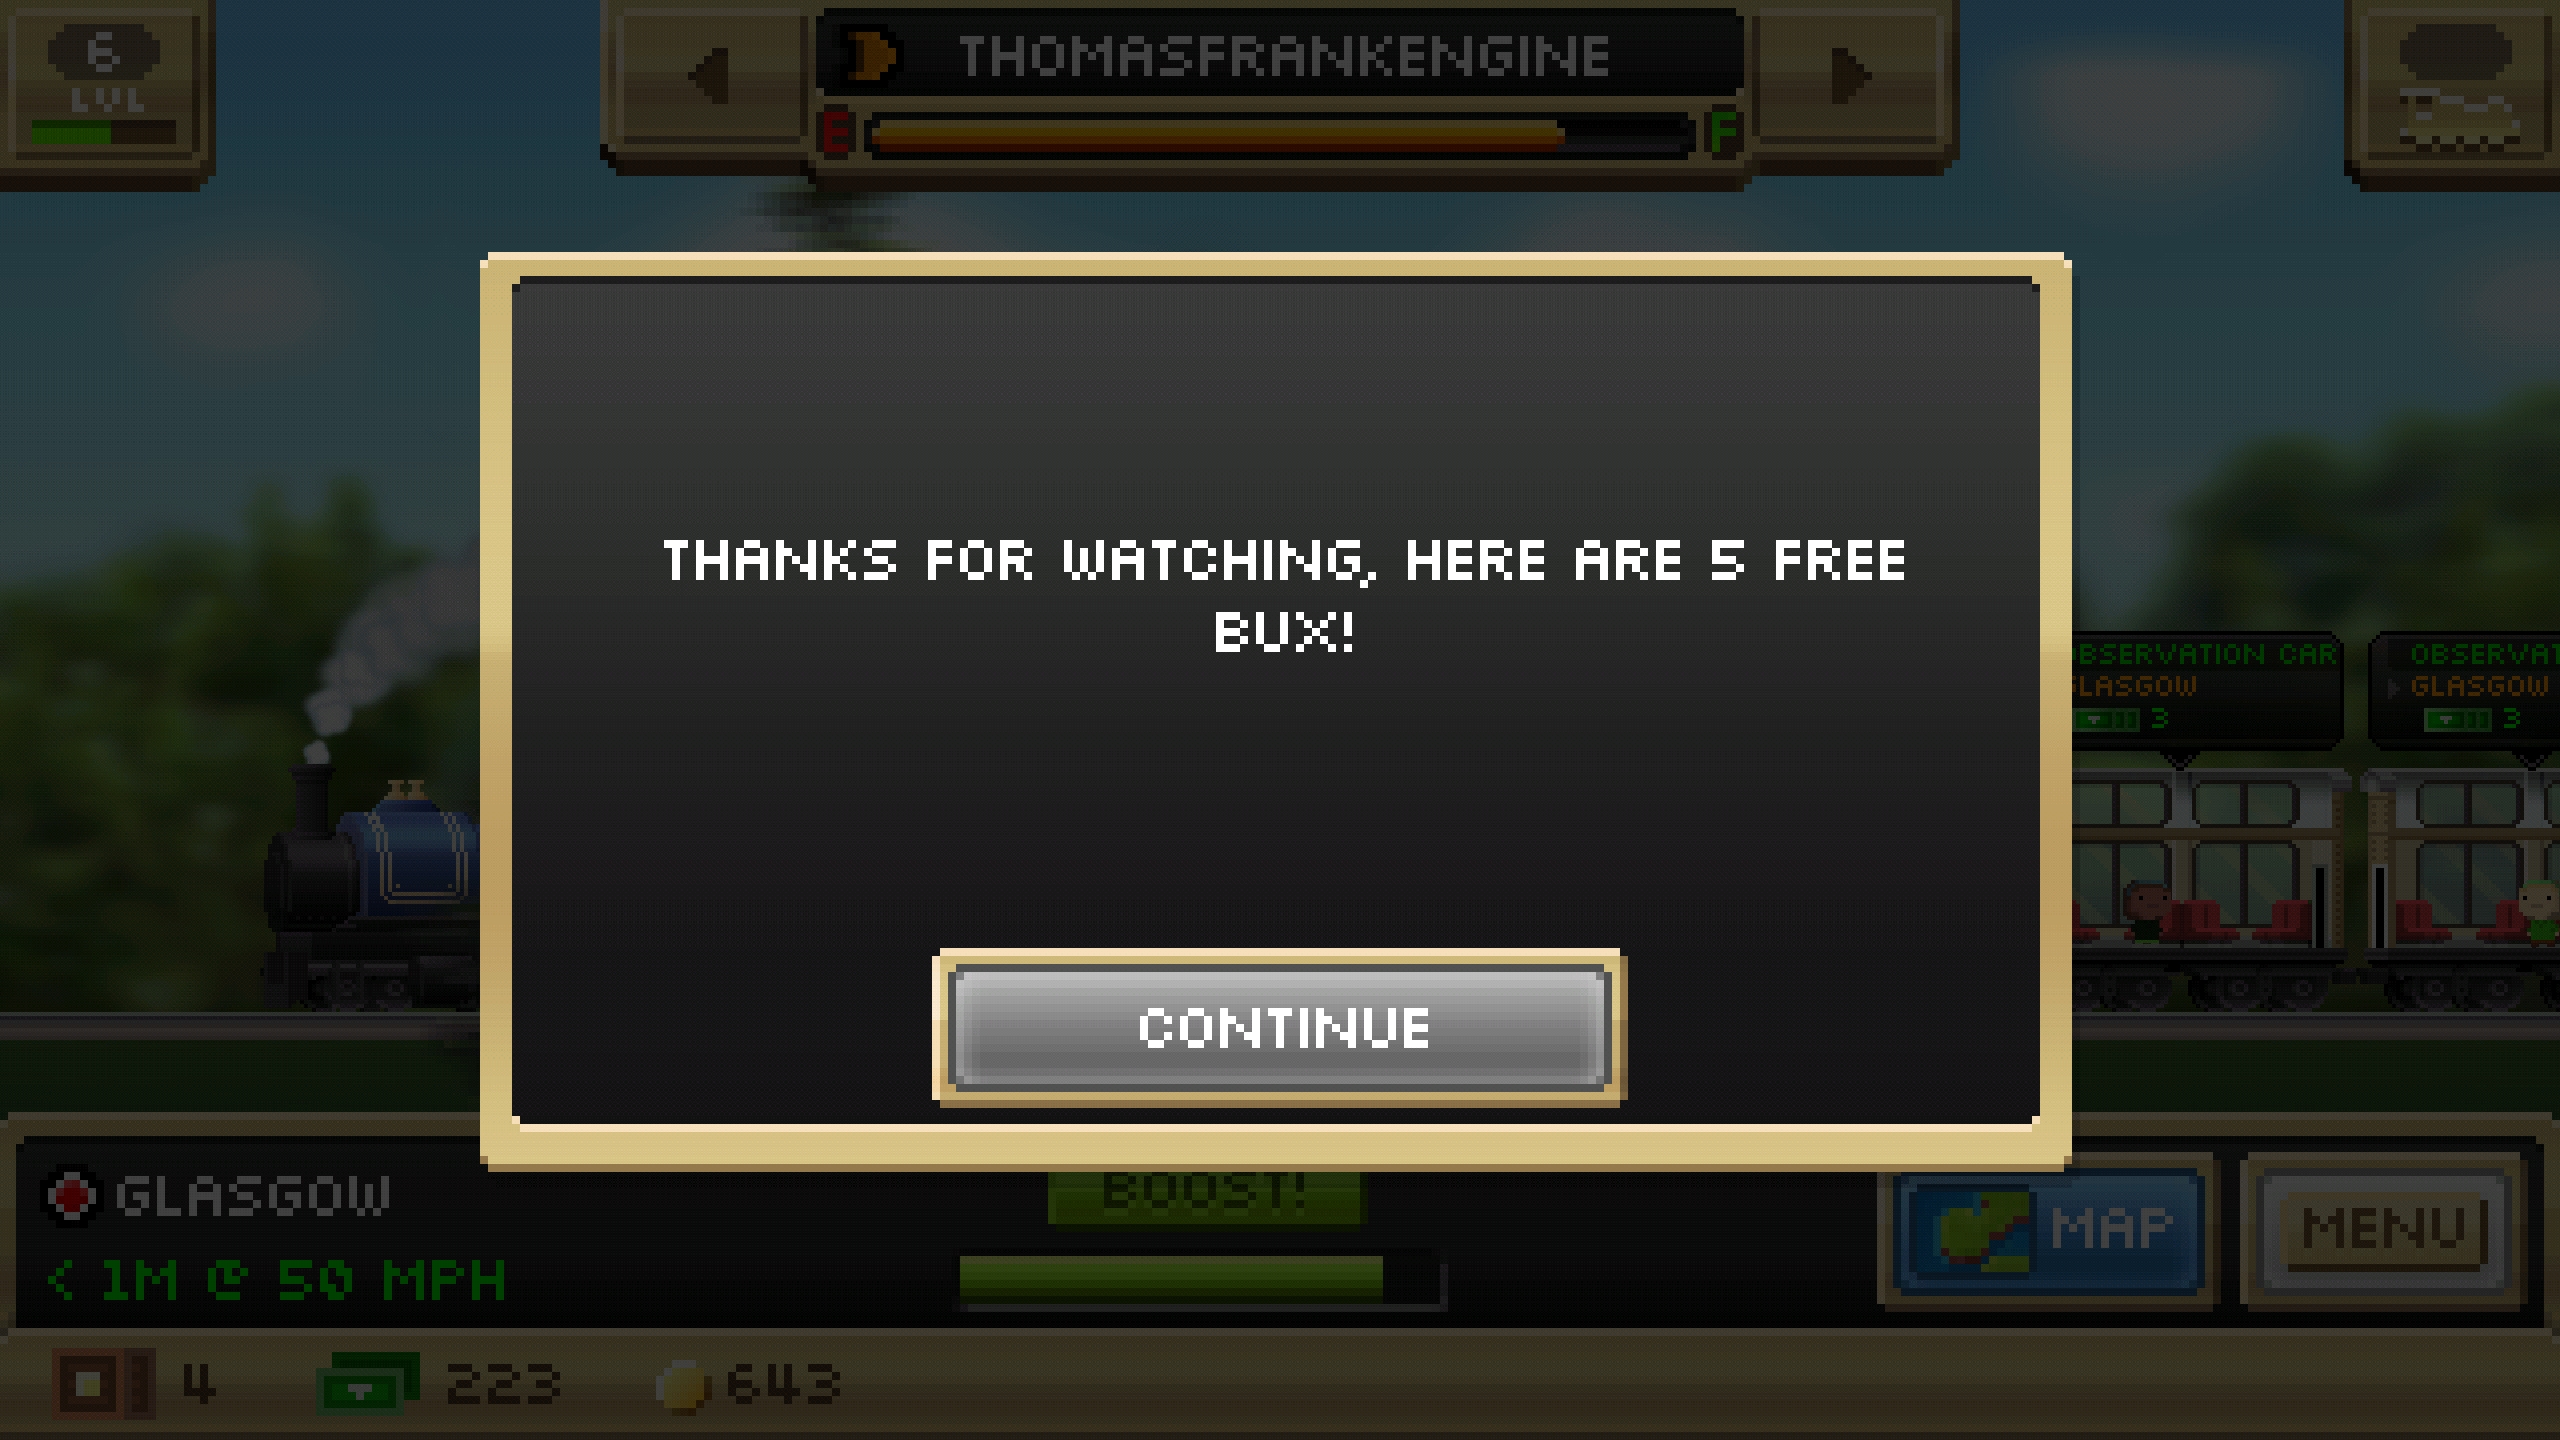 6
LVL
THOMASFRANKENGINE
E F
THANKS FOR WATCHING, HERE ARE 5 FREE
BUX!
CONTINUE
OBSERVATION CAR
GLASGOW
3
OBSERVAT
GLASGOW
3
GLASGOW
< 1M @ 50 MPH
BOOST!
MAP
MENU
4 223 643